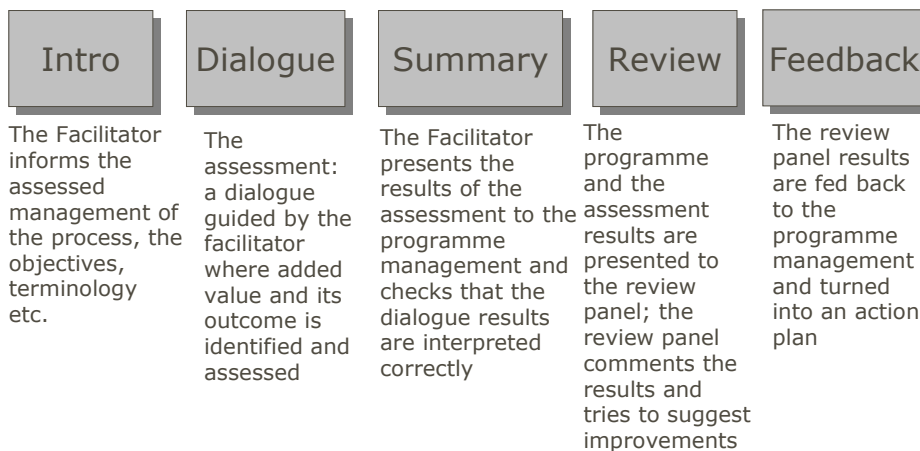 Intro
The Facilitator
informs the
assessed
management of
the process, the
objectives,
terminology
etc.
Dialogue
The
assessment:
a dialogue
guided by the
facilitator
where added
value and its
outcome is
identified and
assessed
Summary
The Facilitator
presents the
results of the
assessment to the
programme
management and
checks that the
dialogue results
are interpreted
correctly
Review
The
programme
and the
assessment
results are
presented to
the review
panel; the
review panel
comments the
results and
tries to suggest
improvements
Feedback
The review
panel results
are fed back
to the
programme
management
and turned
into an action
plan